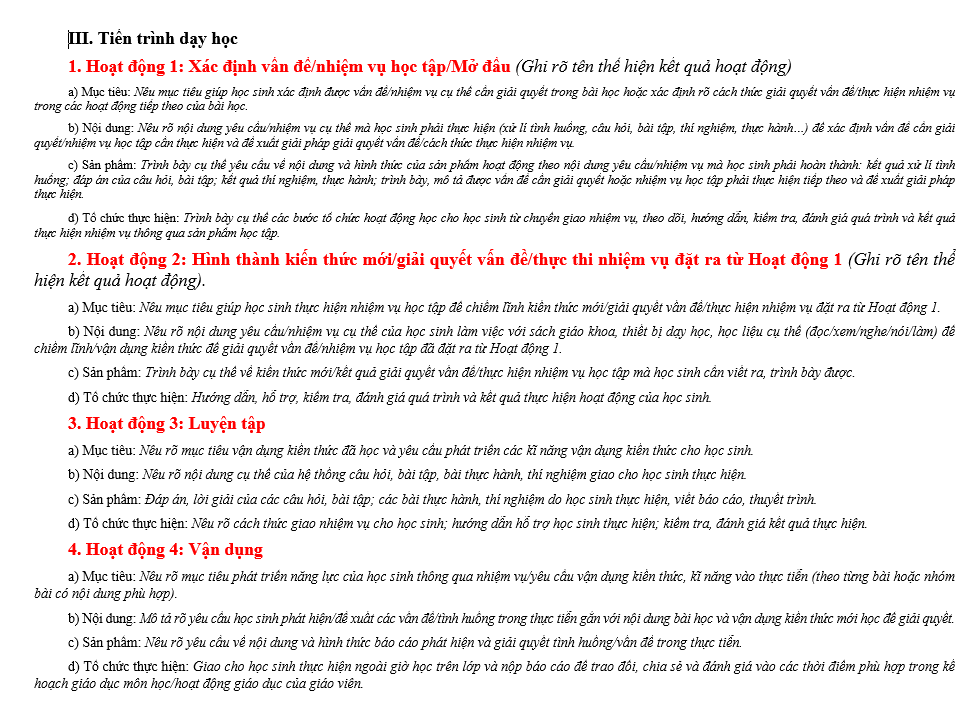 III. Tiến trình dạy học
1. Hoạt động 1: Xác định vấn đề/nhiệm vụ học tập/Mở đầu (Ghi rõ tên thể hiện kết quả hoạt động)
a) Mục tiêu: Nêu mục tiêu giúp học sinh xác định được vấn đề/nhiệm vụ cụ thể cần giải quyết trong bài học hoặc xác định rõ cách thức giải quyết vấn đề/thực hiện nhiệm vụ
trong các hoạt động tiếp theo của bài học.
b) Nội dung: Nêu rõ nội dung yêu cầu/nhiệm vụ cụ thể mà học sinh phải thực hiện (xử lí tình huống, câu hỏi, bài tập, thí nghiệm, thực hành…) để xác định vấn đề cần giải
quyết/nhiệm vụ học tập cần thực hiện và đề xuất giải pháp giải quyết vấn đề/cách thức thực hiện nhiệm vụ.
c) Sản phẩm: Trình bày cụ thể yêu cầu về nội dung và hình thức của sản phẩm hoạt động theo nội dung yêu cầu/nhiệm vụ mà học sinh phải hoàn thành: kết quả xử lí tình
huống; đáp án của câu hỏi, bài tập; kết quả thí nghiệm, thực hành; trình bày, mô tả được vấn đề cần giải quyết hoặc nhiệm vụ học tập phải thực hiện tiếp theo và đề xuất giải pháp
thực hiện.
d) Tổ chức thực hiện: Trình bày cụ thể các bước tổ chức hoạt động học cho học sinh từ chuyển giao nhiệm vụ, theo dõi, hướng dẫn, kiểm tra, đánh giá quá trình và kết quả
thực hiện nhiệm vụ thông qua sản phẩm học tập.
2. Hoạt động 2: Hình thành kiến thức mới/giải quyết vấn đề/thực thi nhiệm vụ đặt ra từ Hoạt động 1 (Ghi rõ tên thể
hiện kết quả hoạt động).
a) Mục tiêu: Nêu mục tiêu giúp học sinh thực hiện nhiệm vụ học tập để chiếm lĩnh kiến thức mới/giải quyết vấn đề/thực hiện nhiệm vụ đặt ra từ Hoạt động 1.
b) Nội dung: Nêu rõ nội dung yêu cầu/nhiệm vụ cụ thể của học sinh làm việc với sách giáo khoa, thiết bị dạy học, học liệu cụ thể (đọc/xem/nghe/nói/làm) để
chiếm lĩnh/vận dụng kiến thức để giải quyết vấn đề/nhiệm vụ học tập đã đặt ra từ Hoạt động 1.
c) Sản phẩm: Trình bày cụ thể về kiến thức mới/kết quả giải quyết vấn đề/thực hiện nhiệm vụ học tập mà học sinh cần viết ra, trình bày được.
d) Tổ chức thực hiện: Hướng dẫn, hỗ trợ, kiểm tra, đánh giá quá trình và kết quả thực hiện hoạt động của học sinh.
3. Hoạt động 3: Luyện tập
a) Mục tiêu: Nêu rõ mục tiêu vận dụng kiến thức đã học và yêu cầu phát triển các kĩ năng vận dụng kiến thức cho học sinh.
b) Nội dung: Nêu rõ nội dung cụ thể của hệ thống câu hỏi, bài tập, bài thực hành, thí nghiệm giao cho học sinh thực hiện.
c) Sản phẩm: Đáp án, lời giải của các câu hỏi, bài tập; các bài thực hành, thí nghiệm do học sinh thực hiện, viết báo cáo, thuyết trình.
d) Tổ chức thực hiện: Nêu rõ cách thức giao nhiệm vụ cho học sinh; hướng dẫn hỗ trợ học sinh thực hiện; kiểm tra, đánh giá kết quả thực hiện.
4. Hoạt động 4: Vận dụng
a) Mục tiêu: Nêu rõ mục tiêu phát triển năng lực của học sinh thông qua nhiệm vụ/yêu cầu vận dụng kiến thức, kĩ năng vào thực tiễn (theo từng bài hoặc nhóm
bài có nội dung phù hợp).
b) Nội dung: Mô tả rõ yêu cầu học sinh phát hiện/đề xuất các vấn đề/tình huống trong thực tiễn gắn với nội dung bài học và vận dụng kiến thức mới học để giải quyết.
c) Sản phẩm: Nêu rõ yêu cầu về nội dung và hình thức báo cáo phát hiện và giải quyết tình huống/vấn đề trong thực tiễn.
d) Tổ chức thực hiện: Giao cho học sinh thực hiện ngoài giờ học trên lớp và nộp báo cáo để trao đổi, chia sẻ và đánh giá vào các thời điểm phù hợp trong kế
hoạch giáo dục môn học/hoạt động giáo dục của giáo viên.